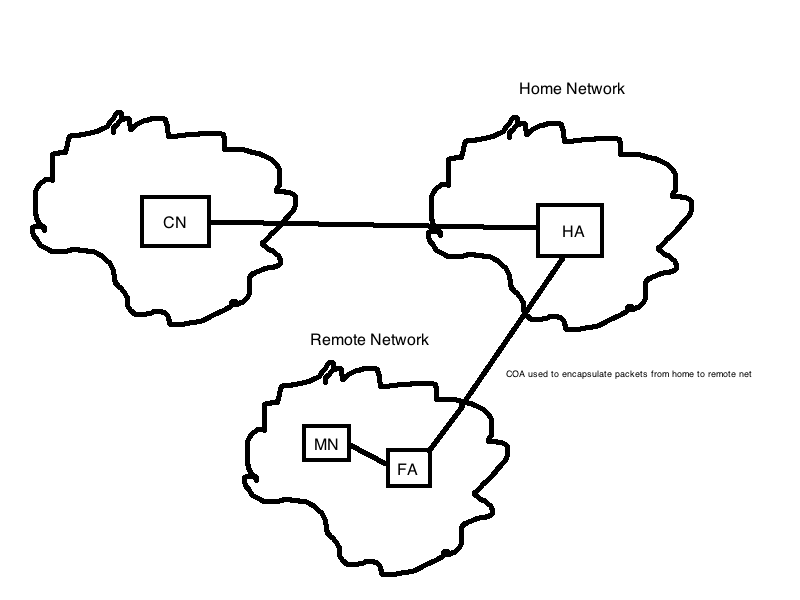 Home Network
CN
HA
Remote Network
COA used to encapsulate packets from home to remote net
MN
FA